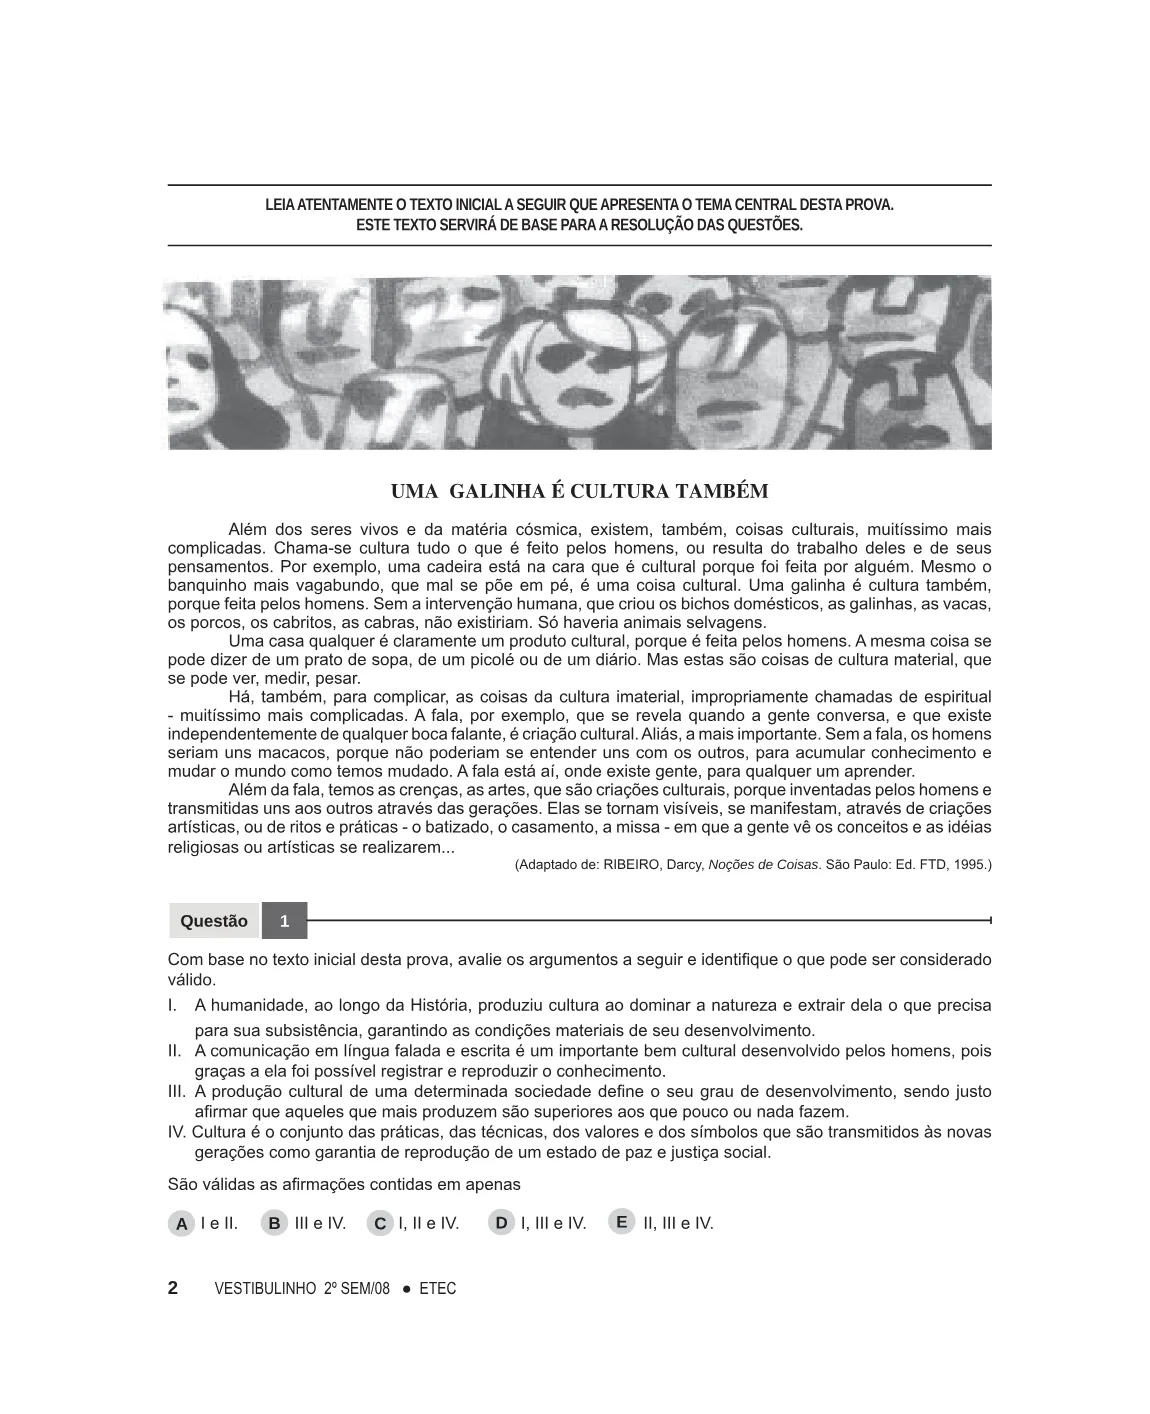 LEIA ATENTAMENTE O TEXTO INICIAL A SEGUIR QUE APRESENTA O TEMA CENTRAL DESTA PROVA.
ESTE TEXTO SERVIRÁ DE BASE PARA A RESOLUÇÃO DAS QUESTÕES.
UMA GALINHA É CULTURA TAMBÉM
Além dos seres vivos e da matéria cósmica, existem, também, coisas culturais, muitíssimo mais
complicadas. Chama-se cultura tudo o que é feito pelos homens, ou resulta do trabalho deles e de seus
pensamentos. Por exemplo, uma cadeira está na cara que é cultural porque foi feita por alguém. Mesmo o
banquinho mais vagabundo, que mal se põe em pé, é uma coisa cultural. Uma galinha é cultura também,
porque feita pelos homens. Sem a intervenção humana, que criou os bichos domésticos, as galinhas, as vacas,
os porcos, os cabritos, as cabras, não existiriam. Só haveria animais selvagens.
Uma casa qualquer é claramente um produto cultural, porque é feita pelos homens. A mesma coisa se
pode dizer de um prato de sopa, de um picolé ou de um diário. Mas estas são coisas de cultura material, que
se pode ver, medir, pesar.
Há, também, para complicar, as coisas da cultura imaterial, impropriamente chamadas de espiritual
- muitíssimo mais complicadas. A fala, por exemplo, que se revela quando a gente conversa, e que existe
independentemente de qualquer boca falante, é criação cultural. Aliás, a mais importante. Sem a fala, os homens
seriam uns macacos, porque não poderiam se entender uns com os outros, para acumular conhecimento e
mudar o mundo como temos mudado. A fala está aí, onde existe gente, para qualquer um aprender.
Além da fala, temos as crenças, as artes, que são criações culturais, porque inventadas pelos homens e
transmitidas uns aos outros através das gerações. Elas se tornam visíveis, se manifestam, através de criações
artísticas, ou de ritos e práticas - o batizado, o casamento, a missa - em que a gente vê os conceitos e as idéias
religiosas ou artísticas se realizarem...
(Adaptado de: RIBEIRO, Darcy, Noções de Coisas. São Paulo: Ed. FTD, 1995.)
Questão 1
Com base no texto inicial desta prova, avalie os argumentos a seguir e identifique o que pode ser considerado
válido.
I. A humanidade, ao longo da História, produziu cultura ao dominar a natureza e extrair dela o que precisa
para sua subsistência, garantindo as condições materiais de seu desenvolvimento.
II. A comunicação em língua falada e escrita é um importante bem cultural desenvolvido pelos homens, pois
graças a ela foi possível registrar e reproduzir o conhecimento.
III. A produção cultural de uma determinada sociedade define o seu grau de desenvolvimento, sendo justo
afirmar que aqueles que mais produzem são superiores aos que pouco ou nada fazem.
IV. Cultura é o conjunto das práticas, das técnicas, dos valores e dos símbolos que são transmitidos às novas
gerações como garantia de reprodução de um estado de paz e justiça social.
São válidas as afirmações contidas em apenas
A I e II. B III e IV. C I, II e IV. D I, III e IV. E II, III e IV.
2 VESTIBULINHO 2º SEM/08 ● ETEC